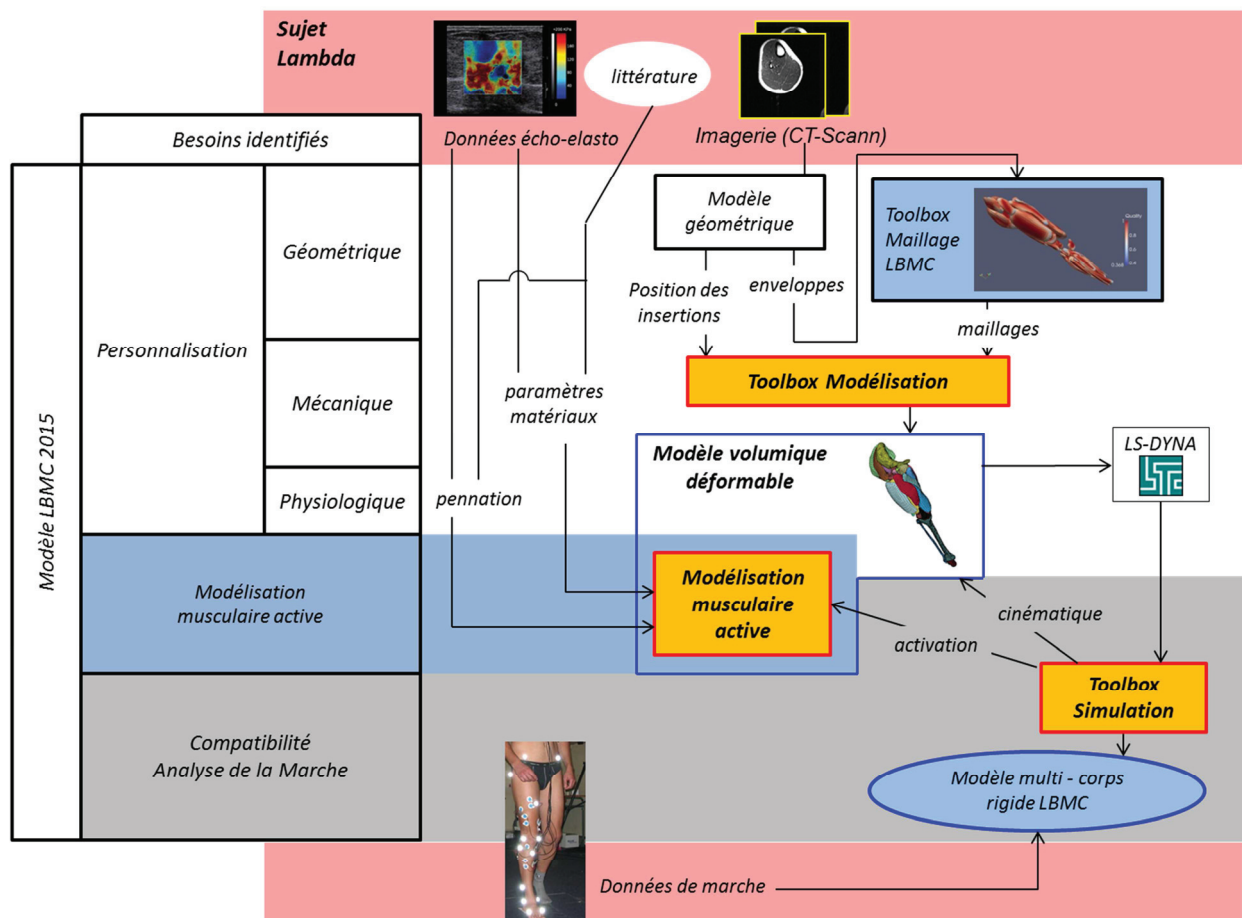 Sujet
Lambda
littérature
Données écho-elasto
Imagerie (CT-Scann)
Besoins identifiés
Modèle LBMC 2015
Personnalisation
Géométrique
Mécanique
Physiologique
Modélisation
musculaire active
Compatibilité
Analyse de la Marche
Modèle
géométrique
Toolbox
Maillage
LBMC
Quality
Position des
insertions
enveloppes
maillages
Toolbox Modélisation
paramètres
matériaux
pennation
Modèle volumique
déformable
LS-DYNA
Modélisation
musculaire
active
cinématique
activation
Toolbox
Simulation
Modèle multi - corps
rigide LBMC
Données de marche